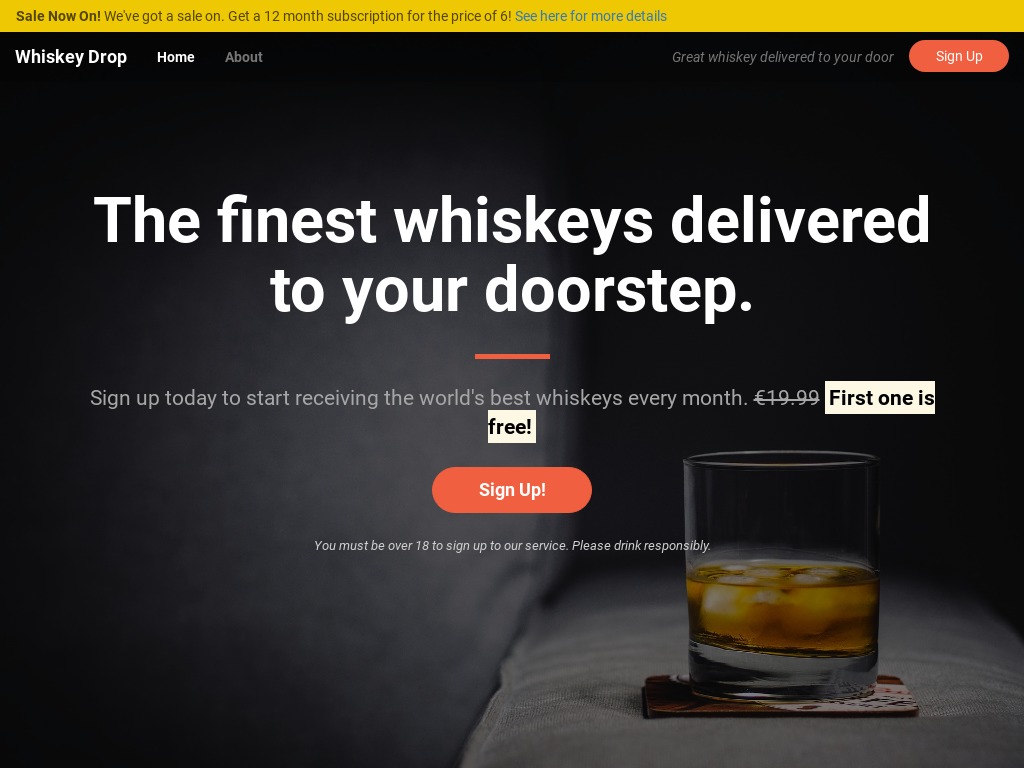 Sale Now On! We've got a sale on. Get a 12 month subscription for the price of 6! See here for more details
Whiskey Drop Home About Great whiskey delivered to your door Sign Up
The finest whiskeys delivered
to your doorstep.
Sign up today to start receiving the world's best whiskeys every month. €19.99 First one is
free!
Sign Up!
You must be over 18 to sign up to our service. Please drink responsibly.